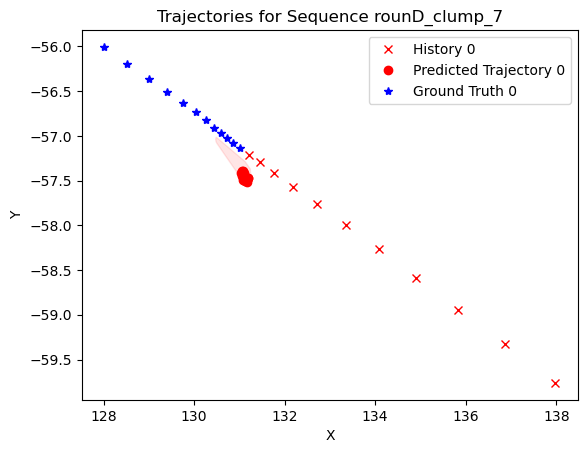 Trajectories for Sequence rounD_clump_7
History 0
Predicted Trajectory 0
Ground Truth 0
−56.0
−56.5
−57.0
−57.5
−58.0
−58.5
−59.0
−59.5
Y
128 130 132 134 136 138
X